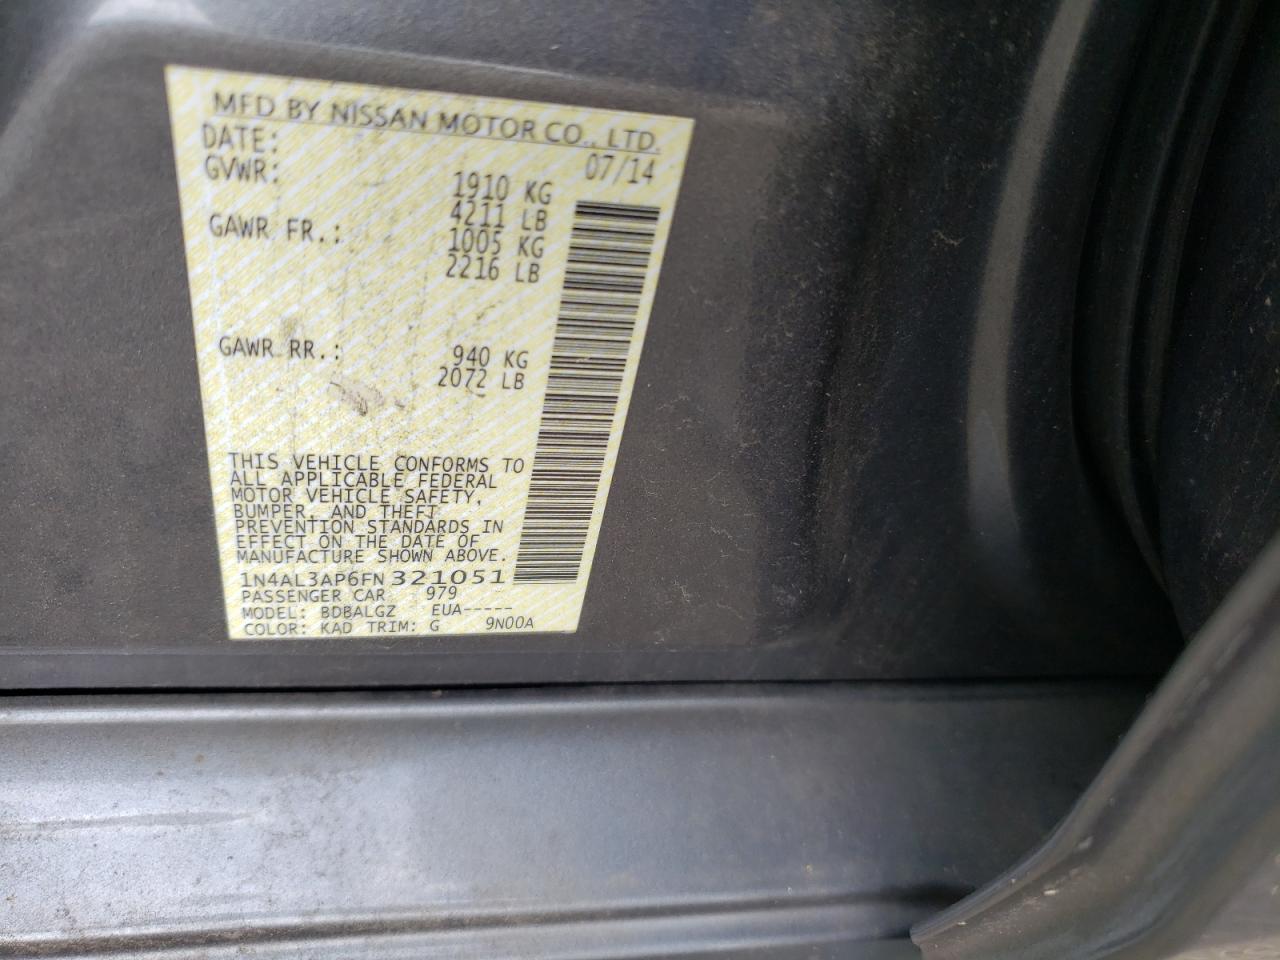 MFD BY NISSAN MOTOR CO., LTD.
DATE: 07/14
GVWR: 1910 KG
4211 LB
GAWR FR.: 1005 KG
2216 LB
GAWR RR.: 940 KG
2072 LB
THIS VEHICLE CONFORMS TO
ALL APPLICABLE FEDERAL
MOTOR VEHICLE SAFETY,
BUMPER, AND THEFT
PREVENTION STANDARDS IN
EFFECT ON THE DATE OF
MANUFACTURE SHOWN ABOVE.
1N4AL3AP6FN 321051
PASSENGER CAR 979
MODEL: BDBALGZ EUA-----
COLOR: KAD TRIM: G 9N00A